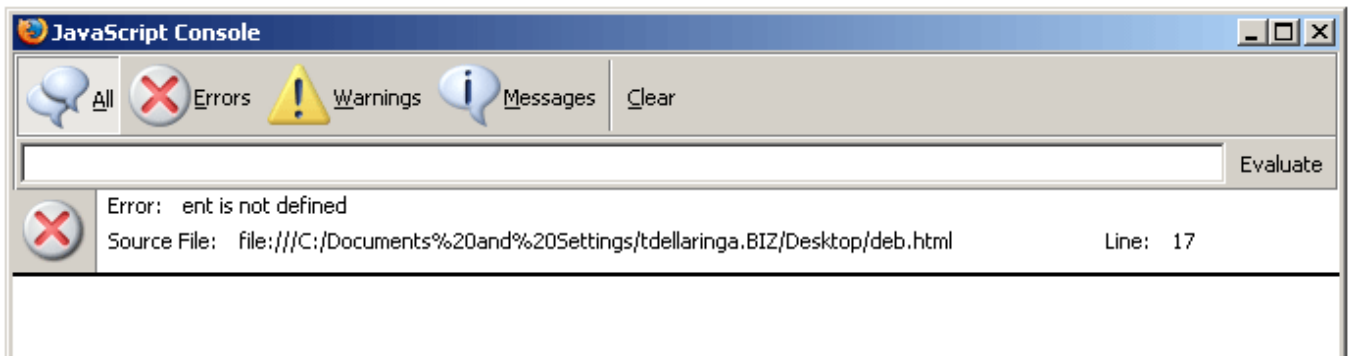 JavaScript Console
All Errors Warnings Messages Clear
Evaluate
Error: ent is not defined
Source File: file:///C:/Documents%20and%20Settings/tdellaringa.BIZ/Desktop/deb.html Line: 17